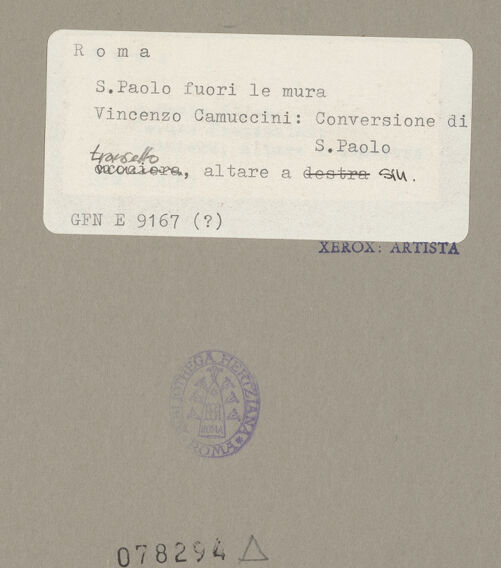 R o m a
S.Paolo fuori le mura
Vincenzo Camuccini: Conversione di
S.Paolo
transetto
, altare a destra sin.
GFN E 9167 (?)
XEROX: ARTISTA
BIBLIOTHECA HERTZIANA * ROMA
ROMA
078294